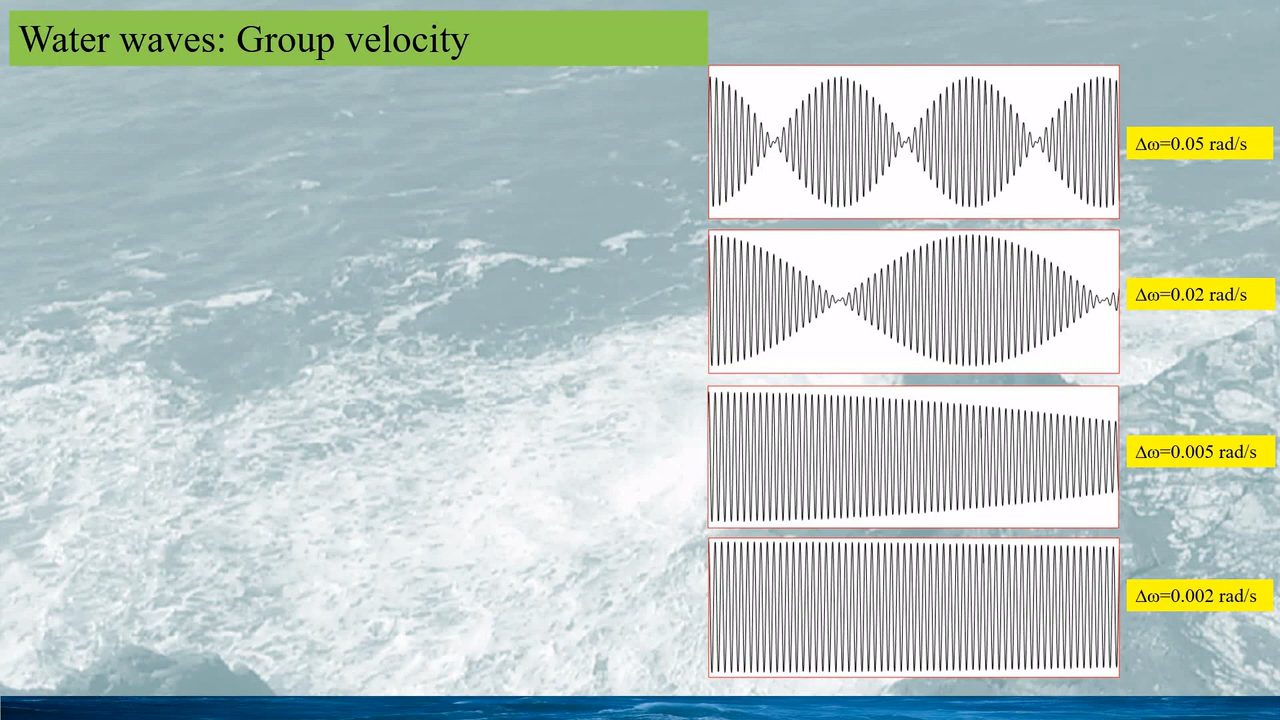 Water waves: Group velocity
Δω=0.05 rad/s
Δω=0.02 rad/s
Δω=0.005 rad/s
Δω=0.002 rad/s